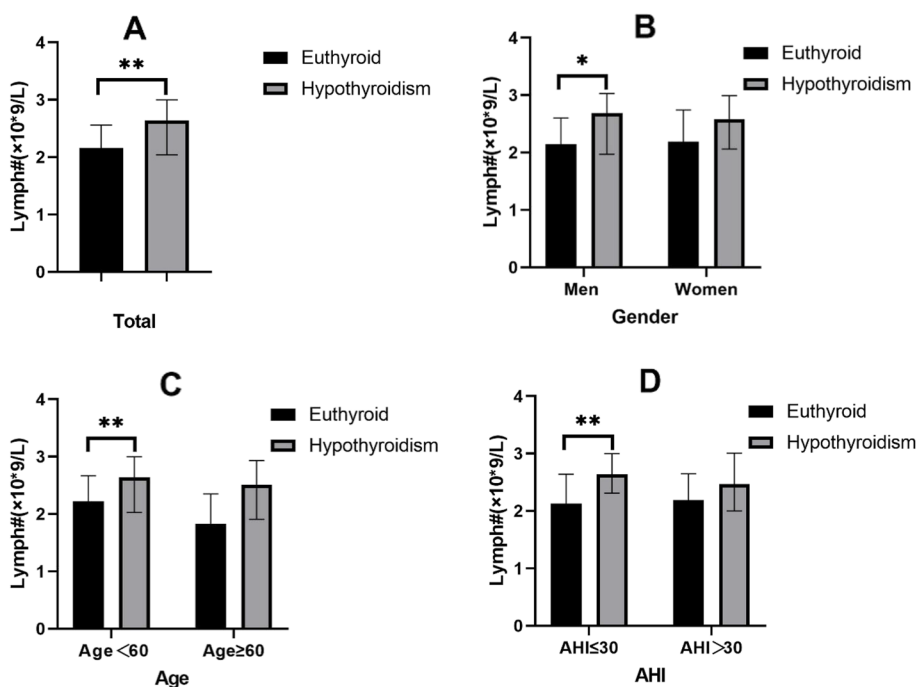 A
Lymph#(×10*9/L)
4
3
2
1
0
**
Euthyroid
Hypothyroidism
Total
B
Lymph#(×10*9/L)
4
3
2
1
0
*
Euthyroid
Hypothyroidism
Men
Women
Gender
C
Lymph#(×10*9/L)
4
3
2
1
0
**
Euthyroid
Hypothyroidism
Age<60
Age≥60
Age
D
Lymph#(×10*9/L)
4
3
2
1
0
**
Euthyroid
Hypothyroidism
AHI≤30
AHI>30
AHI